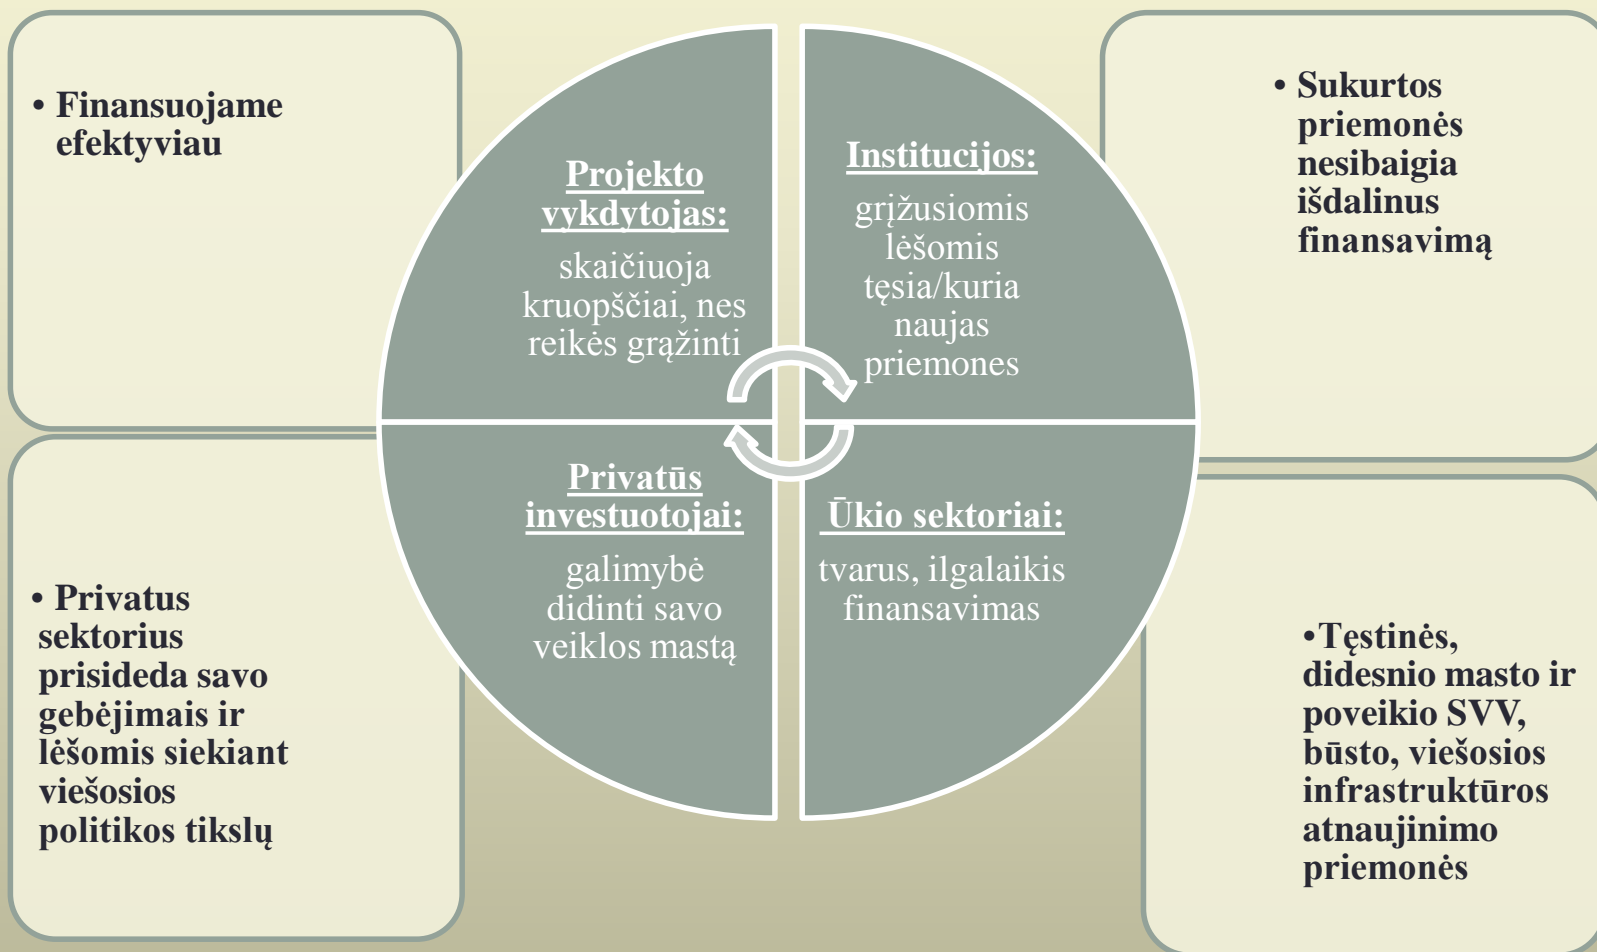 • Finansuojame
efektyviau
Projekto
vykdytojas:
skaičiuoja
kruopščiai, nes
reikės grąžinti
Institucijos:
grįžusiomis
lėšomis
tęsia/kuria
naujas
priemones
• Sukurtos
priemonės
nesibaigia
išdalinus
finansavimą
• Privatus
sektorius
prisideda savo
gebėjimais ir
lėšomis siekiant
viešosios
politikos tikslų
Privatūs
investuotojai:
galimybė
didinti savo
veiklos mastą
Ūkio sektoriai:
tvarus, ilgalaikis
finansavimas
•Tęstinės,
didesnio masto ir
poveikio SVV,
būsto, viešosios
infrastruktūros
atnaujinimo
priemonės